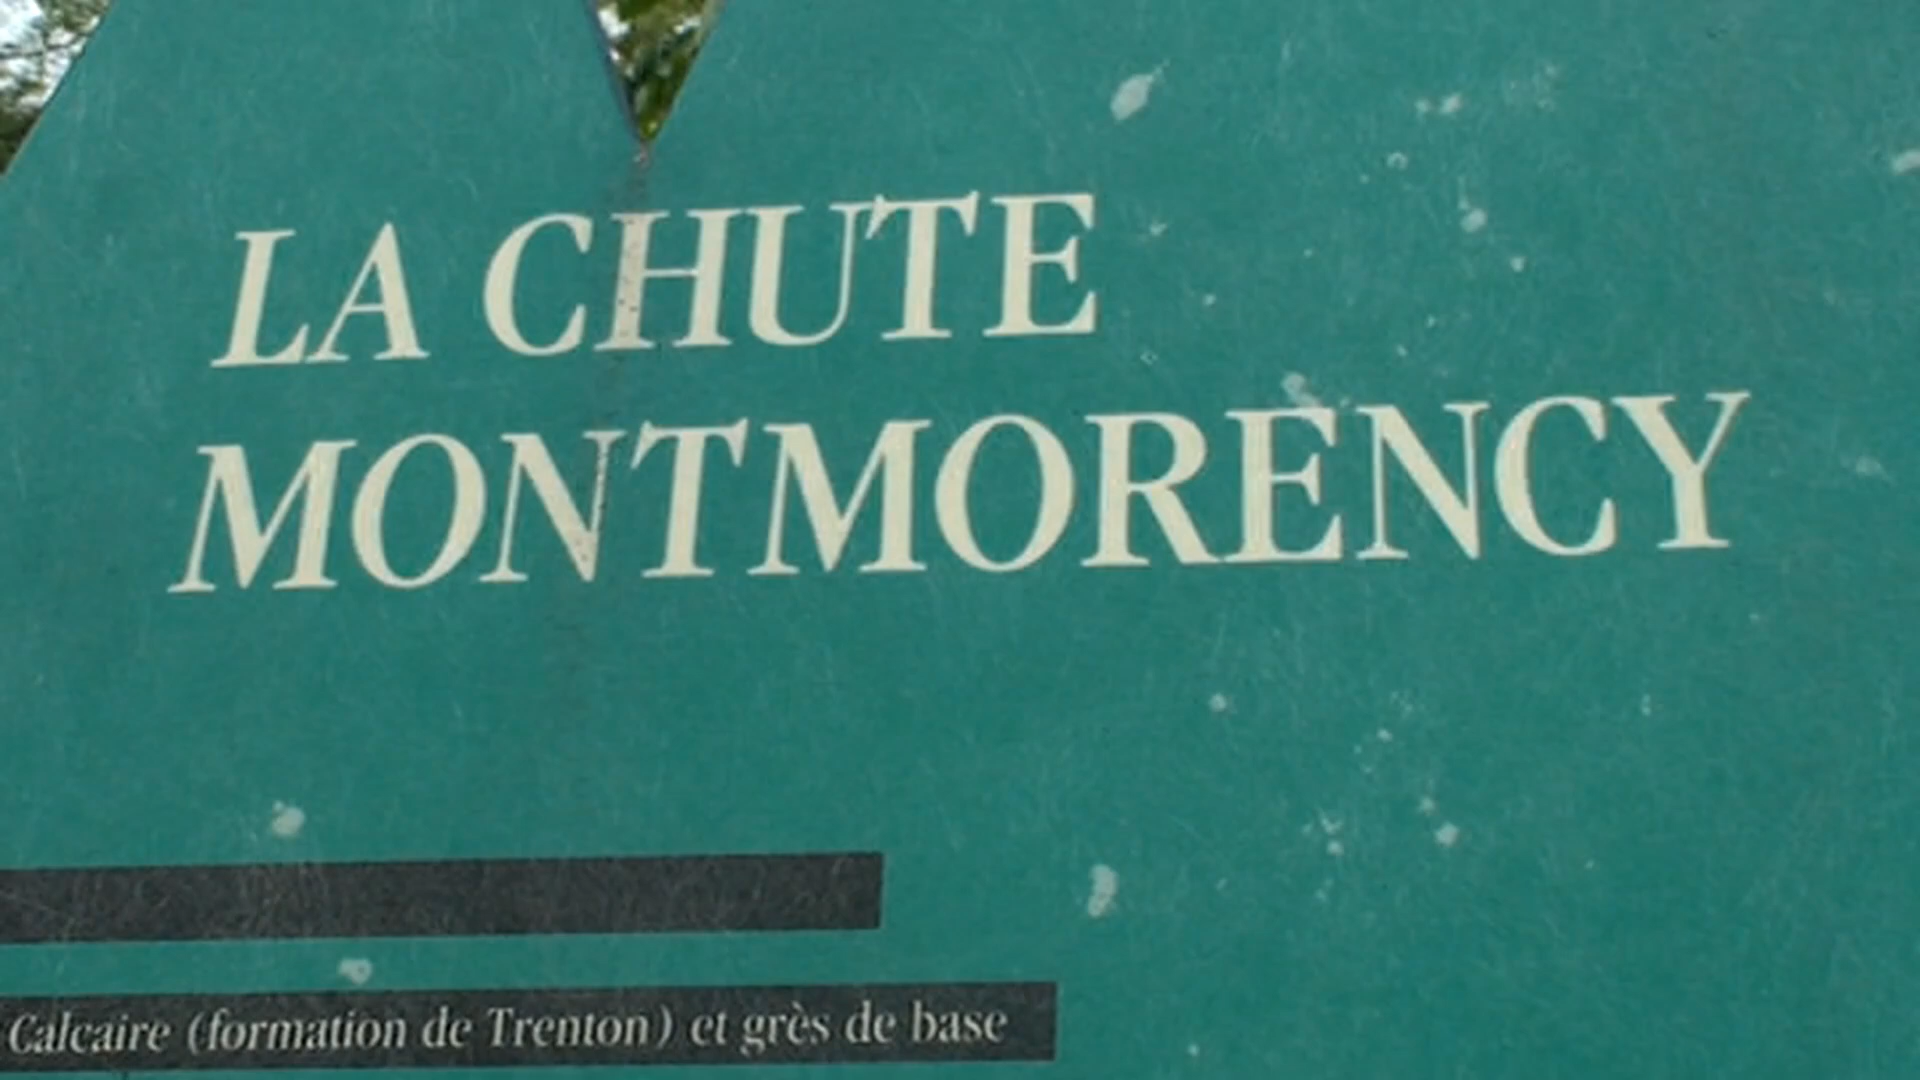 LA CHUTE
MONTMORENCY
Calcaire (formation de Trenton) et grès de base